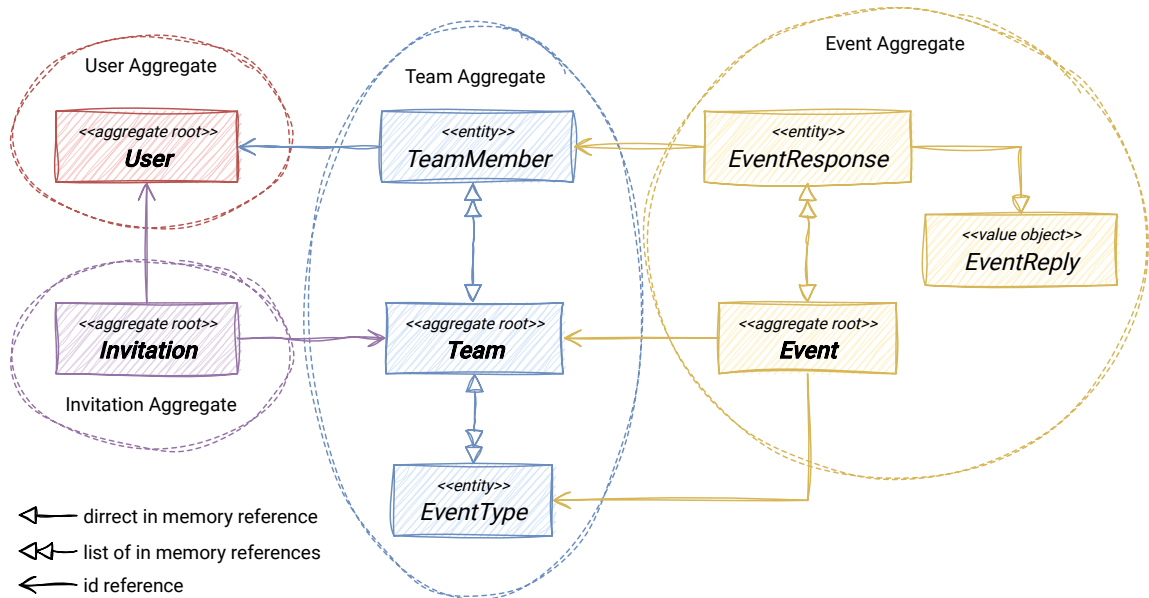 User Aggregate
<<aggregate root>>
User
<<aggregate root>>
Invitation
Invitation Aggregate
Team Aggregate
<<entity>>
TeamMember
<<aggregate root>>
Team
<<entity>>
EventType
Event Aggregate
<<entity>>
EventResponse
<<value object>>
EventReply
<<aggregate root>>
Event
dirrect in memory reference
list of in memory references
id reference